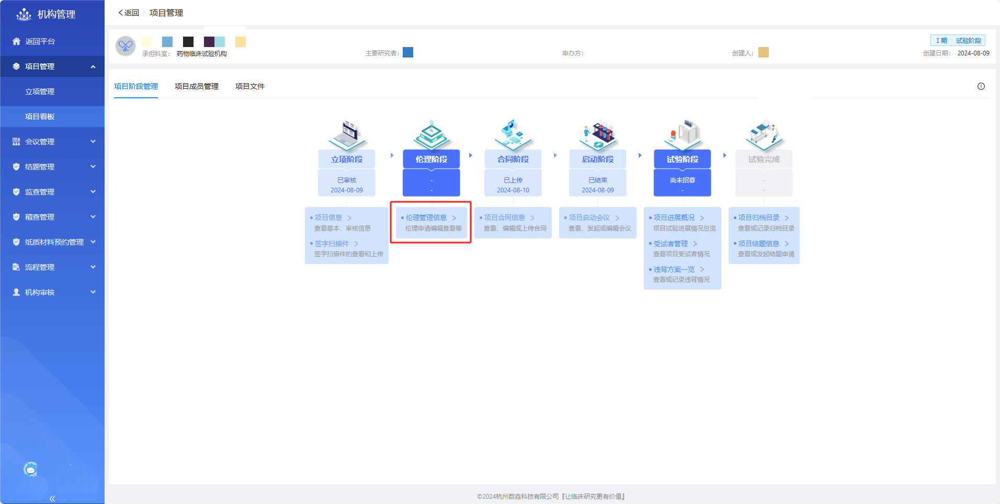 机构管理
返回平台
项目管理
立项管理
项目看板
会议管理
结题管理
监查管理
稽查管理
纸质材料预约管理
流程管理
机构审核
返回 项目管理
承担科室: 药物临床试验机构
主要研究者:
申办方:
创建人:
I 期 试验阶段
创建日期: 2024-08-09
项目阶段管理 项目成员管理 项目文件
立项阶段
已审核
2024-08-09
项目信息 >
查看基本、审核信息
签字扫描件 >
签字扫描件的查看和上传
伦理阶段
-
-
伦理管理信息 >
伦理申请编辑查看等
合同阶段
已上传
2024-08-10
项目合同信息 >
查看、编辑或上传合同
启动阶段
已结束
2024-08-09
项目启动会议 >
查看、发起或编辑会议
试验阶段
尚未招募
-
项目进展概况 >
项目试验进展情况总览
受试者管理 >
查看项目受试者情况
违背方案一览 >
查看或记录违背情况
试验完成
-
-
项目归档目录 >
查看或记录归档目录
项目结题信息 >
查看或发起结题申请
©2024杭州数垚科技有限公司『让临床研究更有价值』